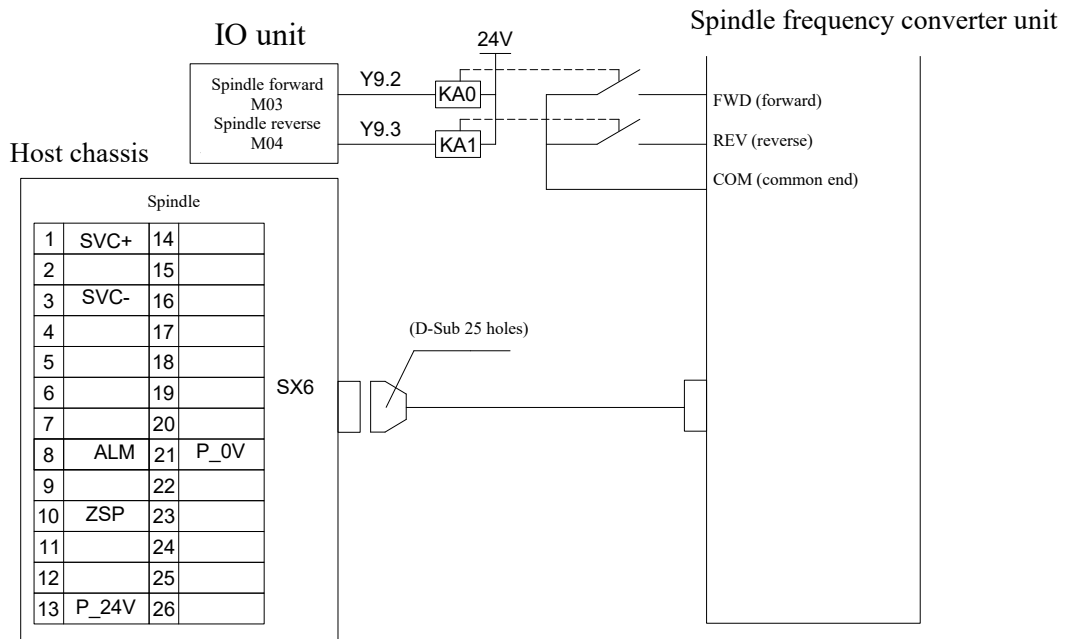 Spindle frequency converter unit
IO unit
24V
Spindle forward
M03
Spindle reverse
M04
Y9.2
KA0
FWD (forward)
Y9.3
KA1
REV (reverse)
COM (common end)
Host chassis
Spindle
1 SVC+ 14
2 15
3 SVC- 16
4 17
5 18
6 19
7 20
8 ALM 21 P_0V
9 22
10 ZSP 23
11 24
12 25
13 P_24V 26
SX6
(D-Sub 25 holes)